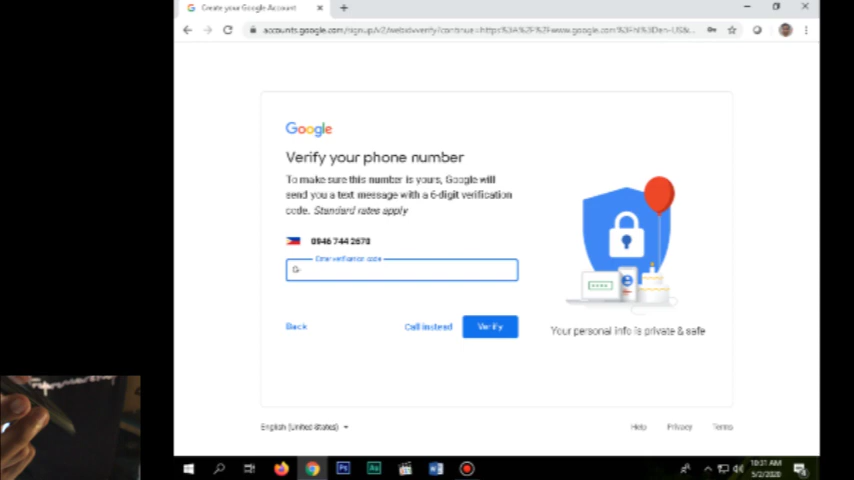 Create your Google Account
Google
Verify your phone number
To make sure this number is yours, Google will
send you a text message with a 6-digit verification
code. Standard rates apply
0946 744 2670
Enter verification code
G-
Back
Call instead
Verify
Your personal info is private & safe
English (United States)
Help
Privacy
Terms
10:31 AM
5/2/2020